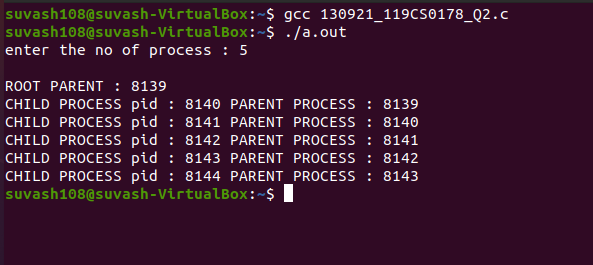 suvash108@suvash-VirtualBox:~$ gcc 130921_119CS0178_Q2.c
suvash108@suvash-VirtualBox:~$ ./a.out
enter the no of process : 5
ROOT PARENT : 8139
CHILD PROCESS pid : 8140 PARENT PROCESS : 8139
CHILD PROCESS pid : 8141 PARENT PROCESS : 8140
CHILD PROCESS pid : 8142 PARENT PROCESS : 8141
CHILD PROCESS pid : 8143 PARENT PROCESS : 8142
CHILD PROCESS pid : 8144 PARENT PROCESS : 8143
suvash108@suvash-VirtualBox:~$